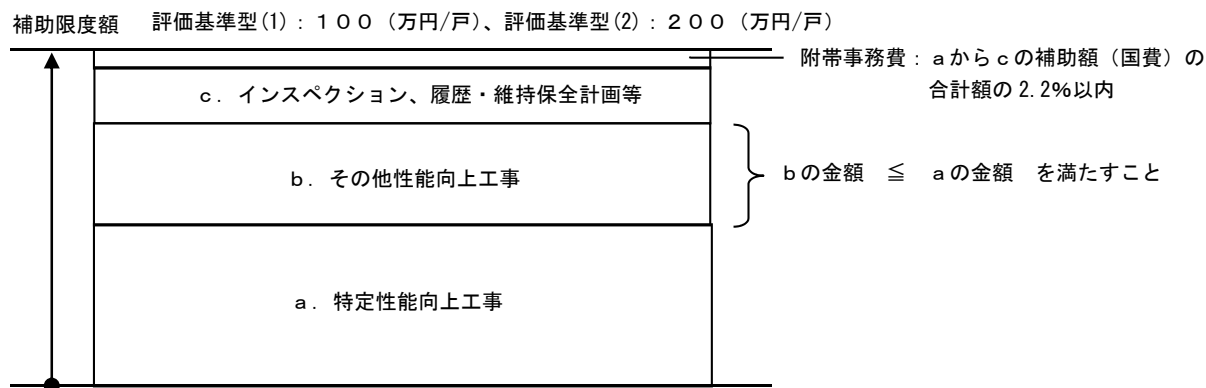 補助限度額　評価基準型(1)：１００（万円/戸）、評価基準型(2)：２００（万円/戸）
附帯事務費：ａからｃの補助額（国費）の
合計額の 2.2%以内
ｃ．インスペクション、履歴・維持保全計画等
ｂ．その他性能向上工事
ｂの金額　≦　ａの金額　を満たすこと
ａ．特定性能向上工事